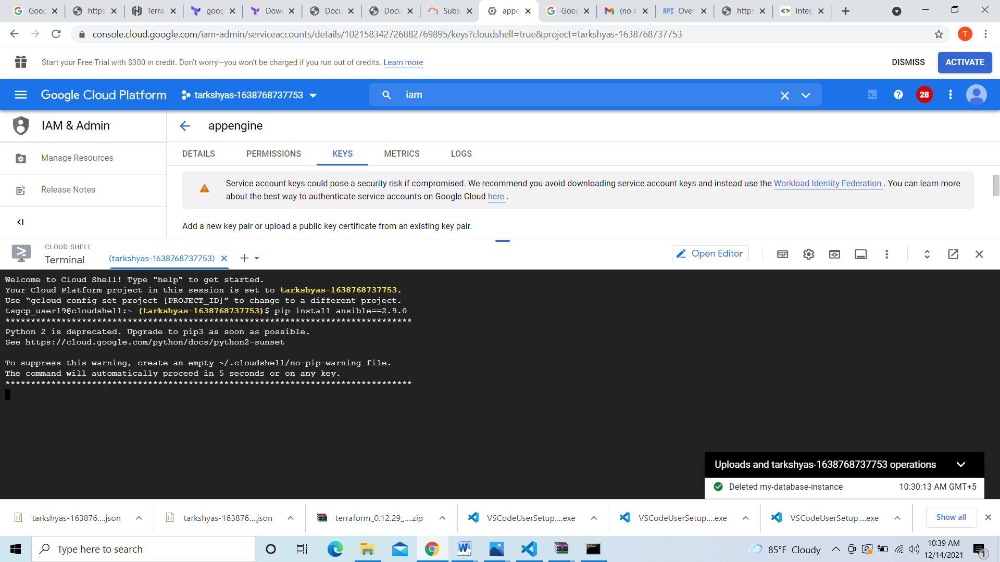 Goog
https
Terra
goog
Down
Docu
Docu
Subsc
appe
Goog
(no s
API Over
https
Integ
console.cloud.google.com/iam-admin/serviceaccounts/details/102158342726882769895/keys?cloudshell=true&project=tarkshyas-1638768737753
T
Start your Free Trial with $300 in credit. Don't worry—you won't be charged if you run out of credits. Learn more
DISMISS
ACTIVATE
Google Cloud Platform
tarkshyas-1638768737753
iam
28
IAM & Admin
appengine
Manage Resources
Release Notes
DETAILS
PERMISSIONS
KEYS
METRICS
LOGS
Service account keys could pose a security risk if compromised. We recommend you avoid downloading service account keys and instead use the Workload Identity Federation . You can learn more
about the best way to authenticate service accounts on Google Cloud here .
Add a new key pair or upload a public key certificate from an existing key pair.
CLOUD SHELL
Terminal
(tarkshyas-1638768737753)
Open Editor
Welcome to Cloud Shell! Type "help" to get started.
Your Cloud Platform project in this session is set to tarkshyas-1638768737753.
Use “gcloud config set project [PROJECT_ID]” to change to a different project.
tsgcp_user19@cloudshell:~ (tarkshyas-1638768737753)$ pip install ansible==2.9.0
********************************************************************************
Python 2 is deprecated. Upgrade to pip3 as soon as possible.
See https://cloud.google.com/python/docs/python2-sunset
To suppress this warning, create an empty ~/.cloudshell/no-pip-warning file.
The command will automatically proceed in 5 seconds or on any key.
********************************************************************************
Uploads and tarkshyas-1638768737753 operations
Deleted my-database-instance
10:30:13 AM GMT+5
tarkshyas-163876....json
tarkshyas-163876....json
terraform_0.12.29_....zip
VSCodeUserSetup....exe
VSCodeUserSetup....exe
VSCodeUserSetup....exe
Show all
Type here to search
85°F Cloudy
10:39 AM
12/14/2021
1